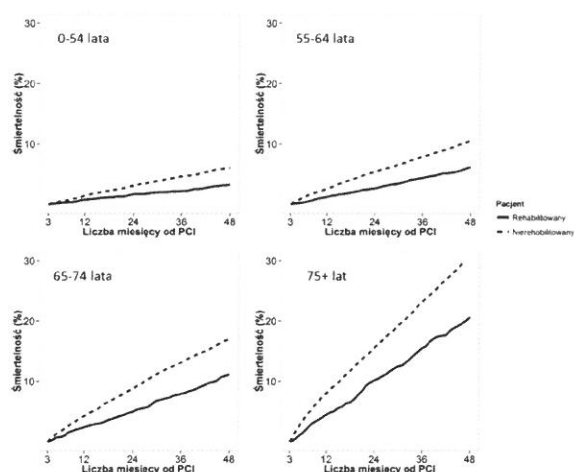 0-54 lata
Śmiertelność (%)
30
20
10
3 12 24 36 48
Liczba miesięcy od PCI
55-64 lata
Śmiertelność (%)
30
20
10
3 12 24 36 48
Liczba miesięcy od PCI
65-74 lata
Śmiertelność (%)
30
20
10
3 12 24 36 48
Liczba miesięcy od PCI
75+ lat
Śmiertelność (%)
30
20
10
3 12 24 36 48
Liczba miesięcy od PCI
Pacjent
Rehabilitowany
Nierehabilitowany